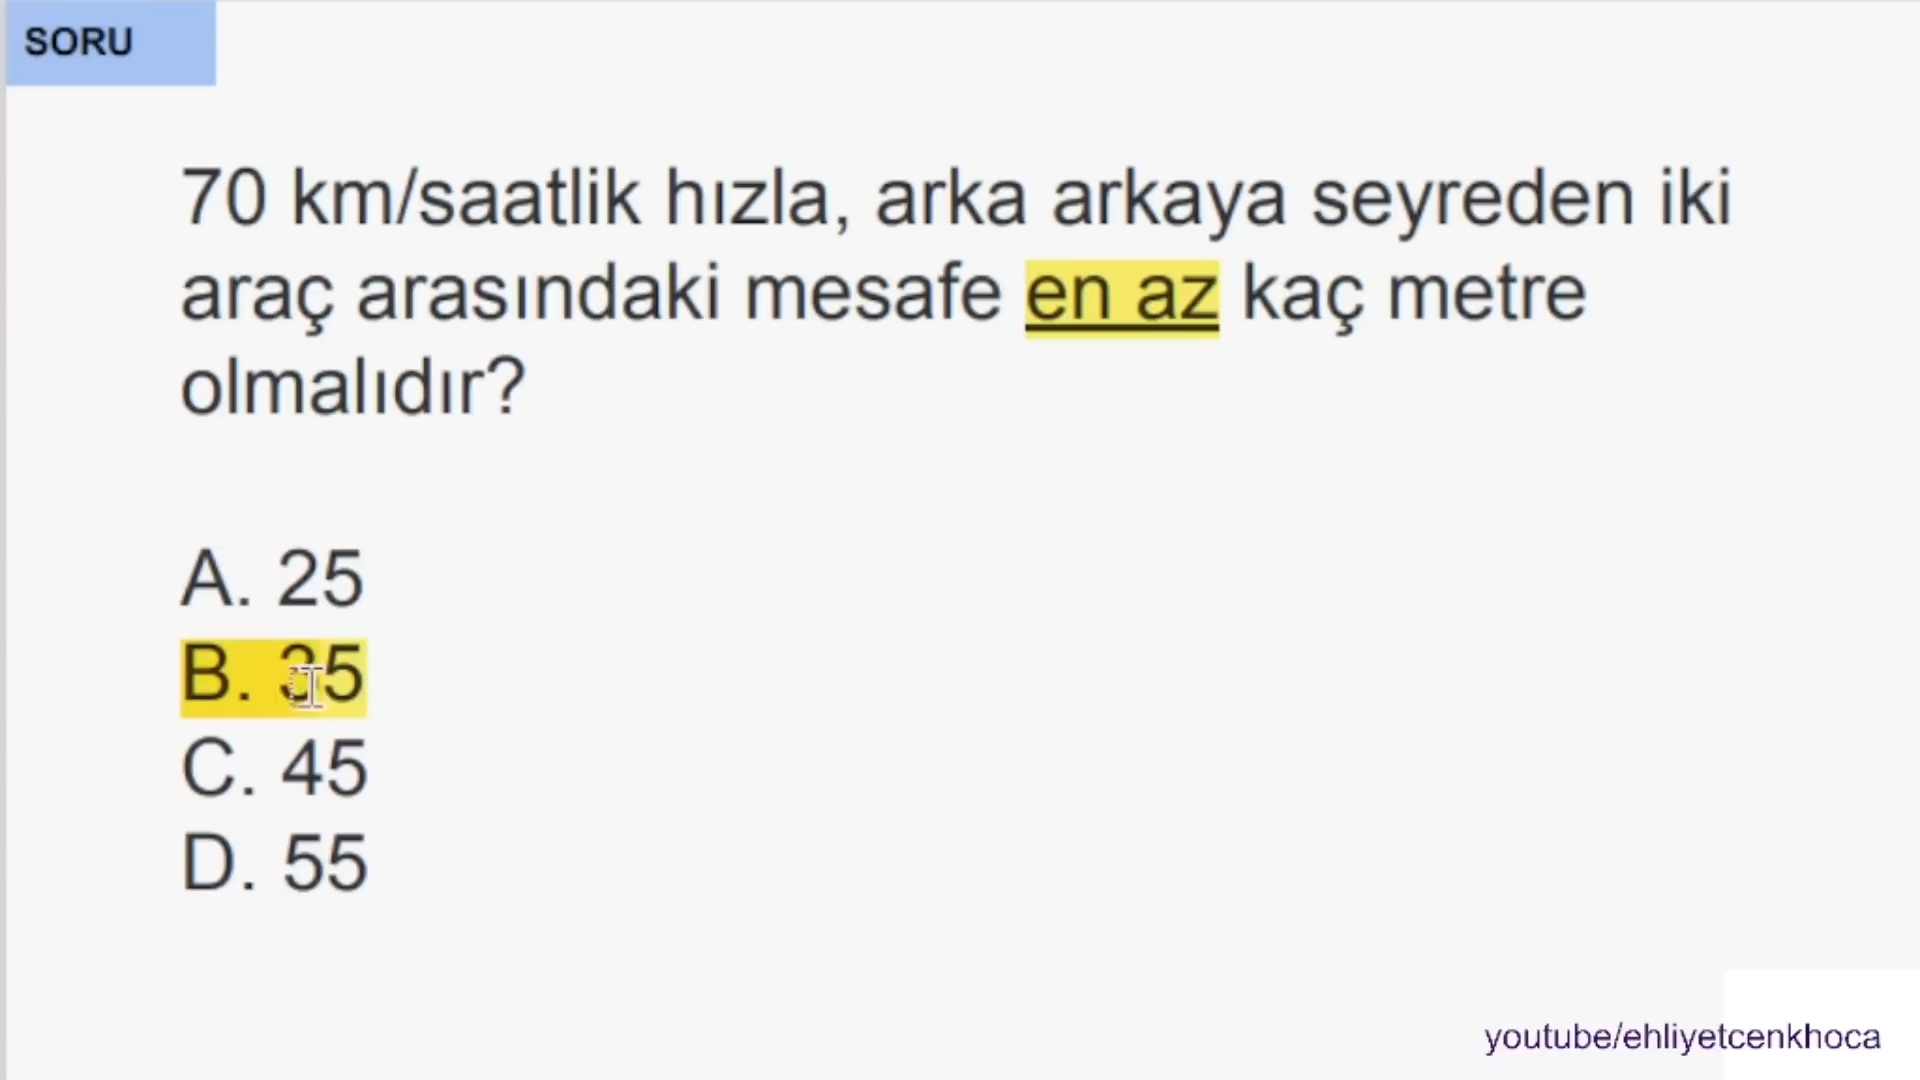 SORU
70 km/saatlik hızla, arka arkaya seyreden iki
araç arasındaki mesafe en az kaç metre
olmalıdır?
A. 25
B. 35
C. 45
D. 55
youtube/ehliyetcenkhoca